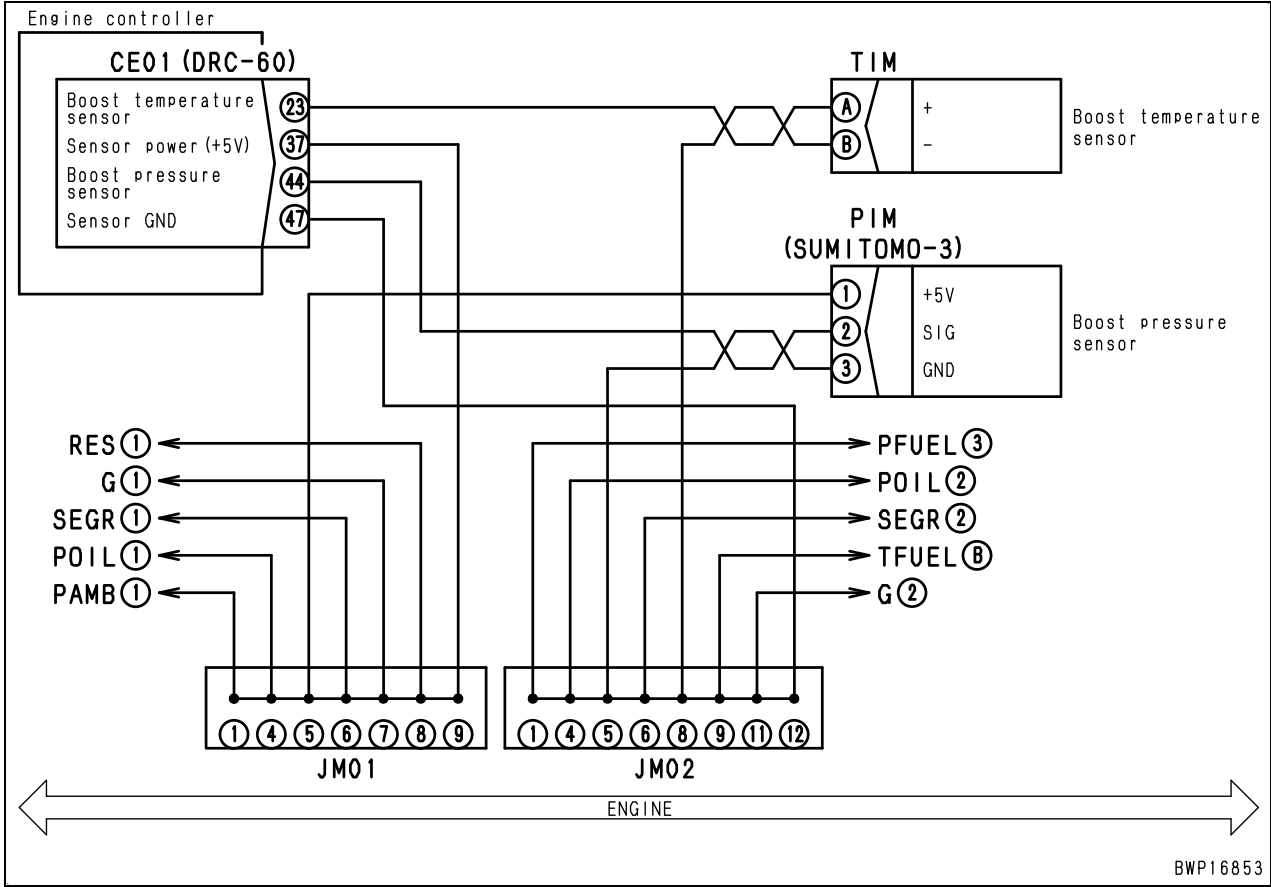 Engine controller
CE01 (DRC-60)
Boost temperature
sensor
23
Sensor power (+5V)
37
Boost pressure
sensor
44
Sensor GND
47
TIM
A
+
B
-
Boost temperature
sensor
PIM
(SUMITOMO-3)
1
+5V
2
SIG
3
GND
Boost pressure
sensor
RES 1
G 1
SEGR 1
POIL 1
PAMB 1
PFUEL 3
POIL 2
SEGR 2
TFUEL B
G 2
1 4 5 6 7 8 9
JM01
1 4 5 6 8 9 11 12
JM02
ENGINE
BWP16853